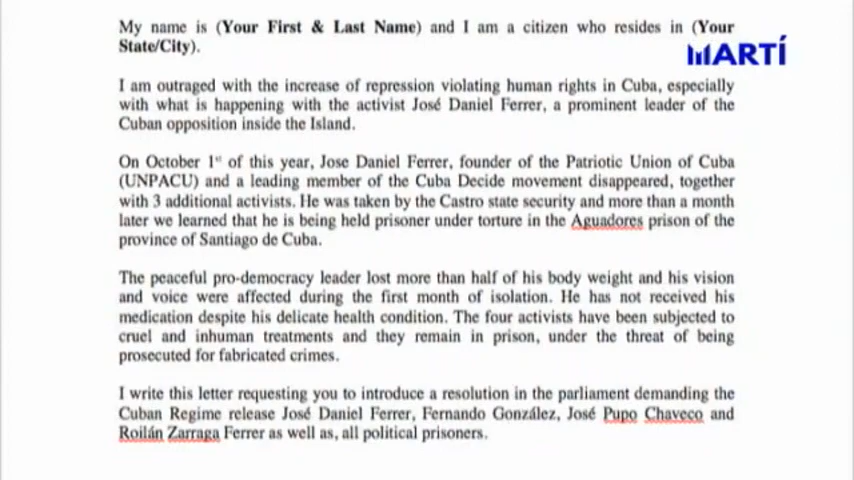 My name is (Your First & Last Name) and I am a citizen who resides in (Your
State/City).
MARTÍ
I am outraged with the increase of repression violating human rights in Cuba, especially
with what is happening with the activist José Daniel Ferrer, a prominent leader of the
Cuban opposition inside the Island.
On October 1st of this year, Jose Daniel Ferrer, founder of the Patriotic Union of Cuba
(UNPACU) and a leading member of the Cuba Decide movement disappeared, together
with 3 additional activists. He was taken by the Castro state security and more than a month
later we learned that he is being held prisoner under torture in the Aguadores prison of the
province of Santiago de Cuba.
The peaceful pro-democracy leader lost more than half of his body weight and his vision
and voice were affected during the first month of isolation. He has not received his
medication despite his delicate health condition. The four activists have been subjected to
cruel and inhuman treatments and they remain in prison, under the threat of being
prosecuted for fabricated crimes.
I write this letter requesting you to introduce a resolution in the parliament demanding the
Cuban Regime release José Daniel Ferrer, Fernando González, José Pupo Chaveco and
Roilán Zarraga Ferrer as well as, all political prisoners.